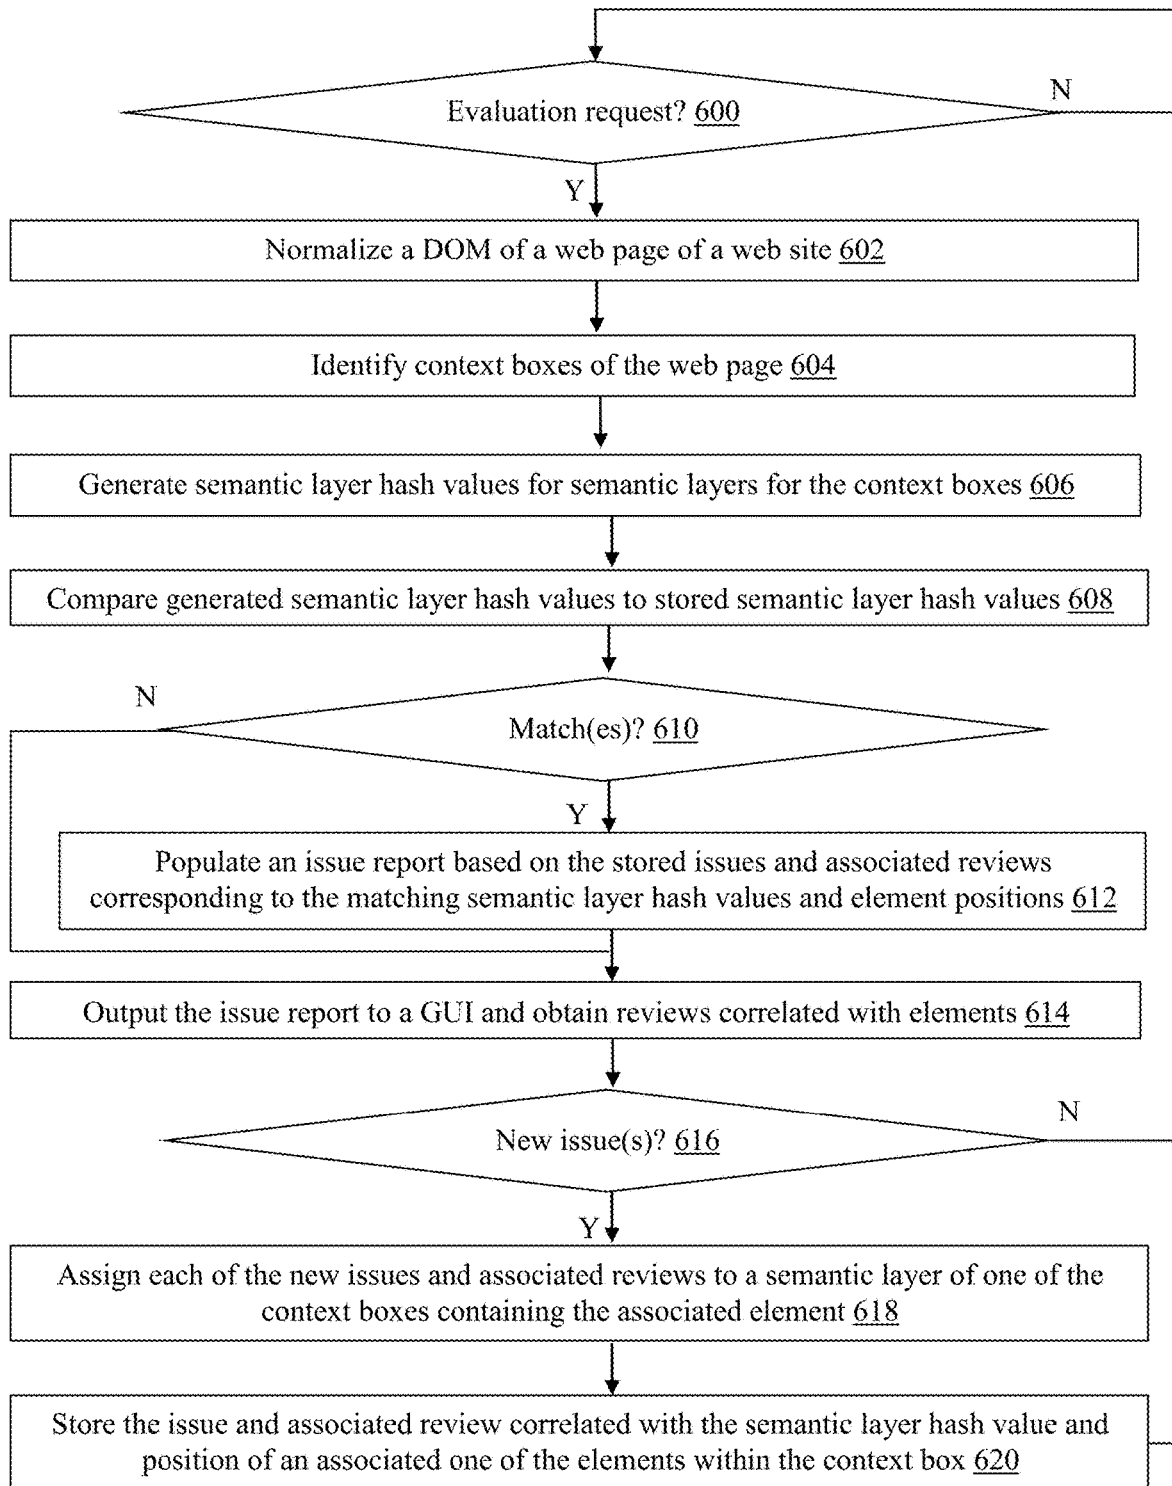 Evaluation request? 600
N
Y
Normalize a DOM of a web page of a web site 602
Identify context boxes of the web page 604
Generate semantic layer hash values for semantic layers for the context boxes 606
Compare generated semantic layer hash values to stored semantic layer hash values 608
N
Match(es)? 610
Y
Populate an issue report based on the stored issues and associated reviews
corresponding to the matching semantic layer hash values and element positions 612
Output the issue report to a GUI and obtain reviews correlated with elements 614
N
New issue(s)? 616
Y
Assign each of the new issues and associated reviews to a semantic layer of one of the
context boxes containing the associated element 618
Store the issue and associated review correlated with the semantic layer hash value and
position of an associated one of the elements within the context box 620